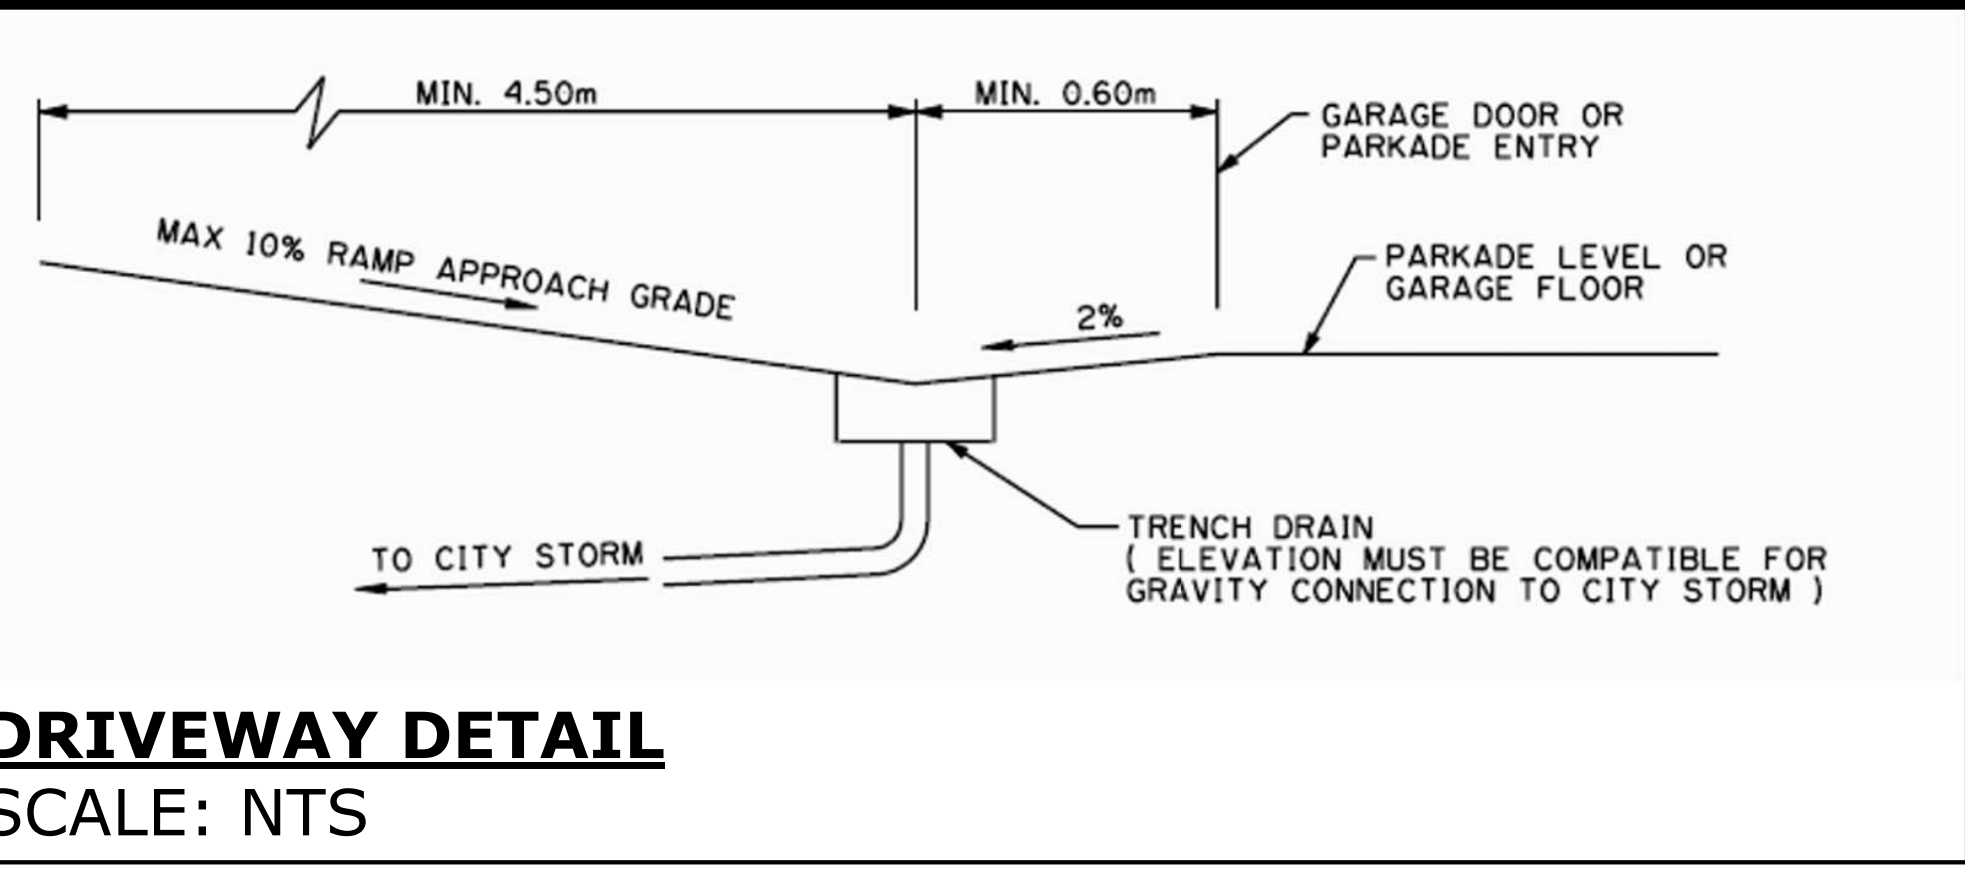 MIN. 4.50m
MIN. 0.60m
GARAGE DOOR OR
PARKADE ENTRY
MAX 10% RAMP APPROACH GRADE
PARKADE LEVEL OR
GARAGE FLOOR
2%
TRENCH DRAIN
( ELEVATION MUST BE COMPATIBLE FOR
GRAVITY CONNECTION TO CITY STORM )
TO CITY STORM
DRIVEWAY DETAIL
SCALE: NTS